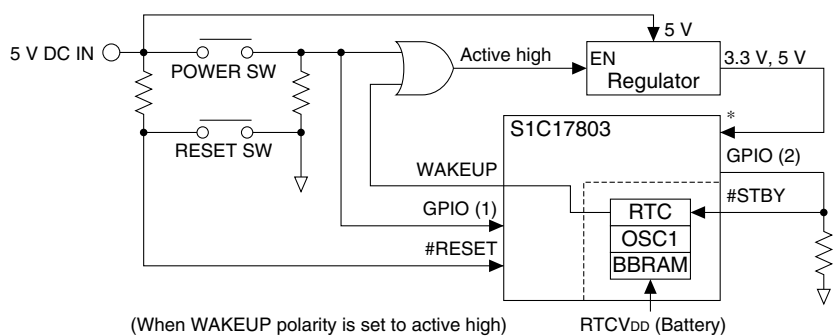 5 V
5 V DC IN
POWER SW
Active high
EN
Regulator
3.3 V, 5 V
RESET SW
S1C17803
*
GPIO (2)
WAKEUP
#STBY
GPIO (1)
RTC
OSC1
#RESET
BBRAM
(When WAKEUP polarity is set to active high)
RTCVDD (Battery)